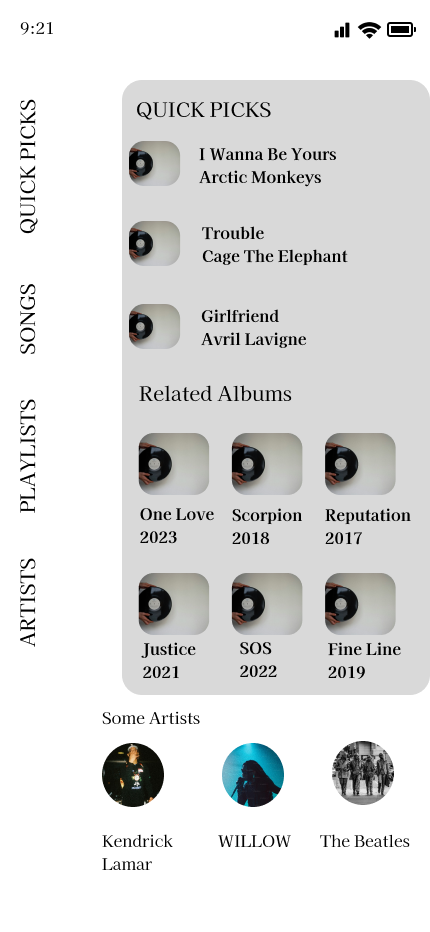 9:21
QUICK PICKS
SONGS
PLAYLISTS
ARTISTS
QUICK PICKS
I Wanna Be Yours
Arctic Monkeys
Trouble
Cage The Elephant
Girlfriend
Avril Lavigne
Related Albums
One Love
2023
Scorpion
2018
Reputation
2017
Justice
2021
SOS
2022
Fine Line
2019
Some Artists
Kendrick
Lamar
WILLOW
The Beatles